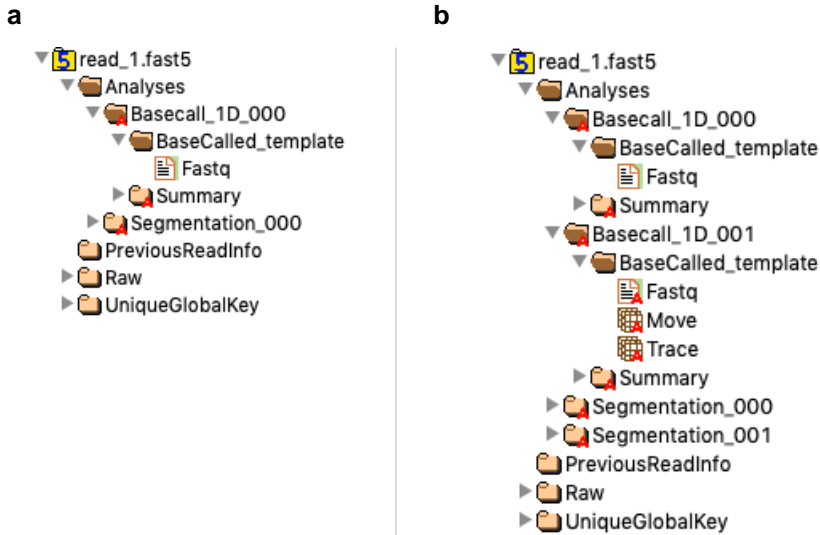 a
read_1.fast5
Analyses
Basecall_1D_000
BaseCalled_template
Fastq
Summary
Segmentation_000
PreviousReadInfo
Raw
UniqueGlobalKey
b
read_1.fast5
Analyses
Basecall_1D_000
BaseCalled_template
Fastq
Summary
Basecall_1D_001
BaseCalled_template
Fastq
Move
Trace
Summary
Segmentation_000
Segmentation_001
PreviousReadInfo
Raw
UniqueGlobalKey